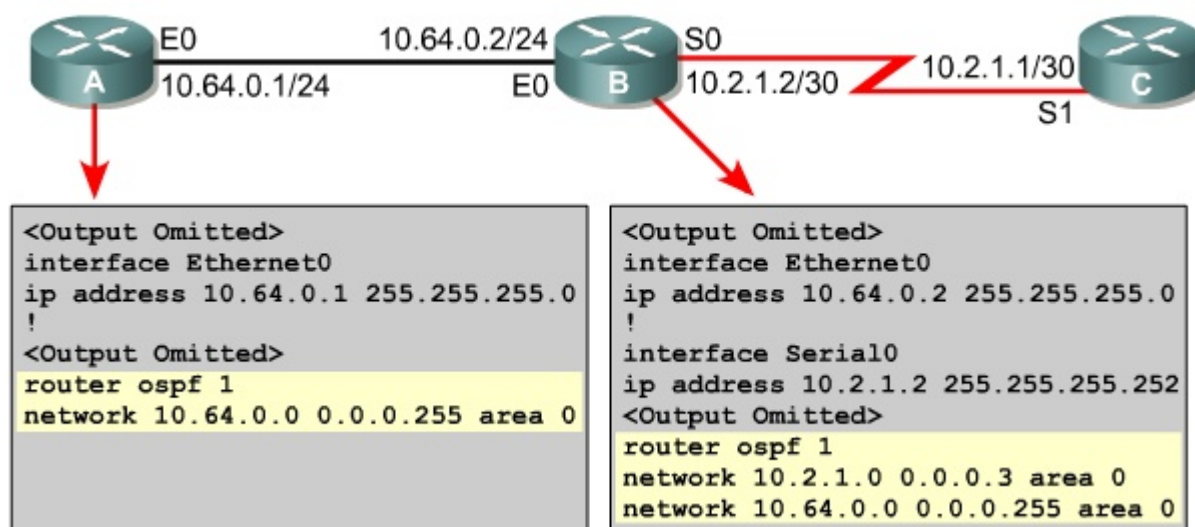 E0
10.64.0.2/24
S0
10.2.1.1/30
A
10.64.0.1/24
E0
B
10.2.1.2/30
C
S1
<Output Omitted>
interface Ethernet0
ip address 10.64.0.1 255.255.255.0
!
<Output Omitted>
router ospf 1
network 10.64.0.0 0.0.0.255 area 0
<Output Omitted>
interface Ethernet0
ip address 10.64.0.2 255.255.255.0
!
interface Serial0
ip address 10.2.1.2 255.255.255.252
<Output Omitted>
router ospf 1
network 10.2.1.0 0.0.0.3 area 0
network 10.64.0.0 0.0.0.255 area 0